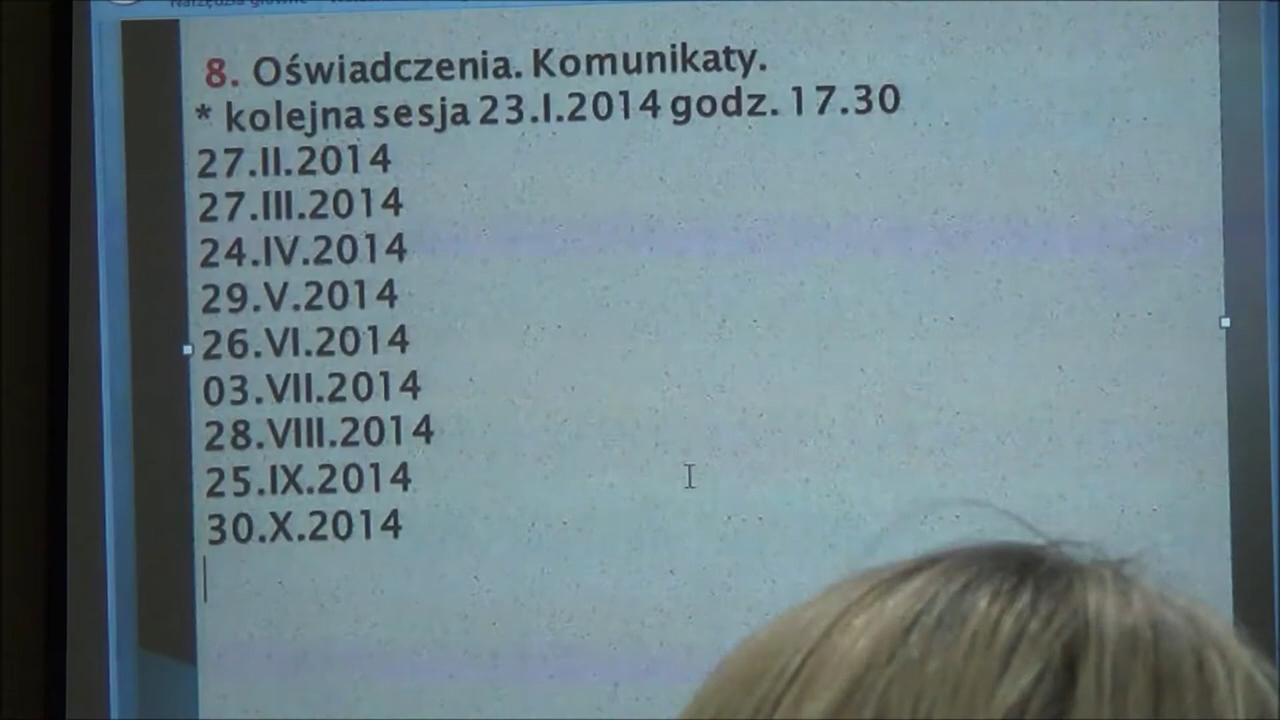 8. Oświadczenia. Komunikaty.
* kolejna sesja 23.I.2014 godz. 17.30
27.II.2014
27.III.2014
24.IV.2014
29.V.2014
26.VI.2014
03.VII.2014
28.VIII.2014
25.IX.2014
30.X.2014